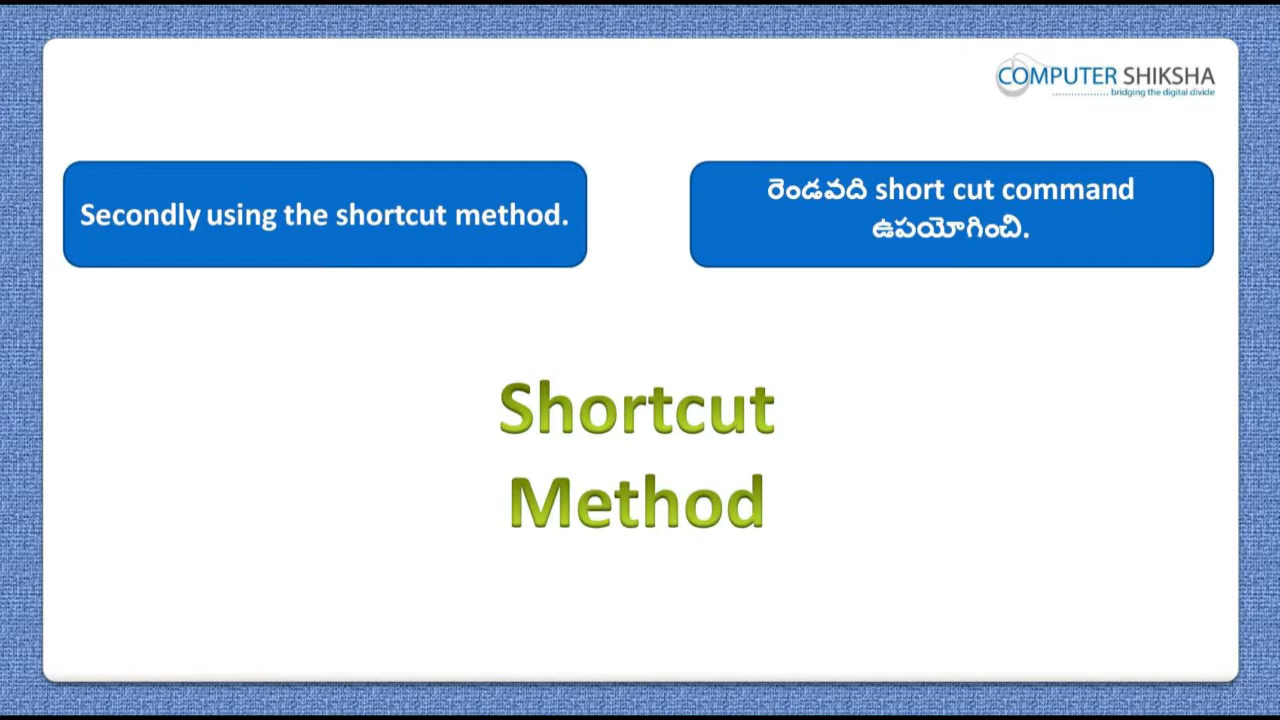 COMPUTER SHIKSHA
.................. bridging the digital divide
Secondly using the shortcut method.
రెండవది short cut command
ఉపయోగించి.
Shortcut
Method